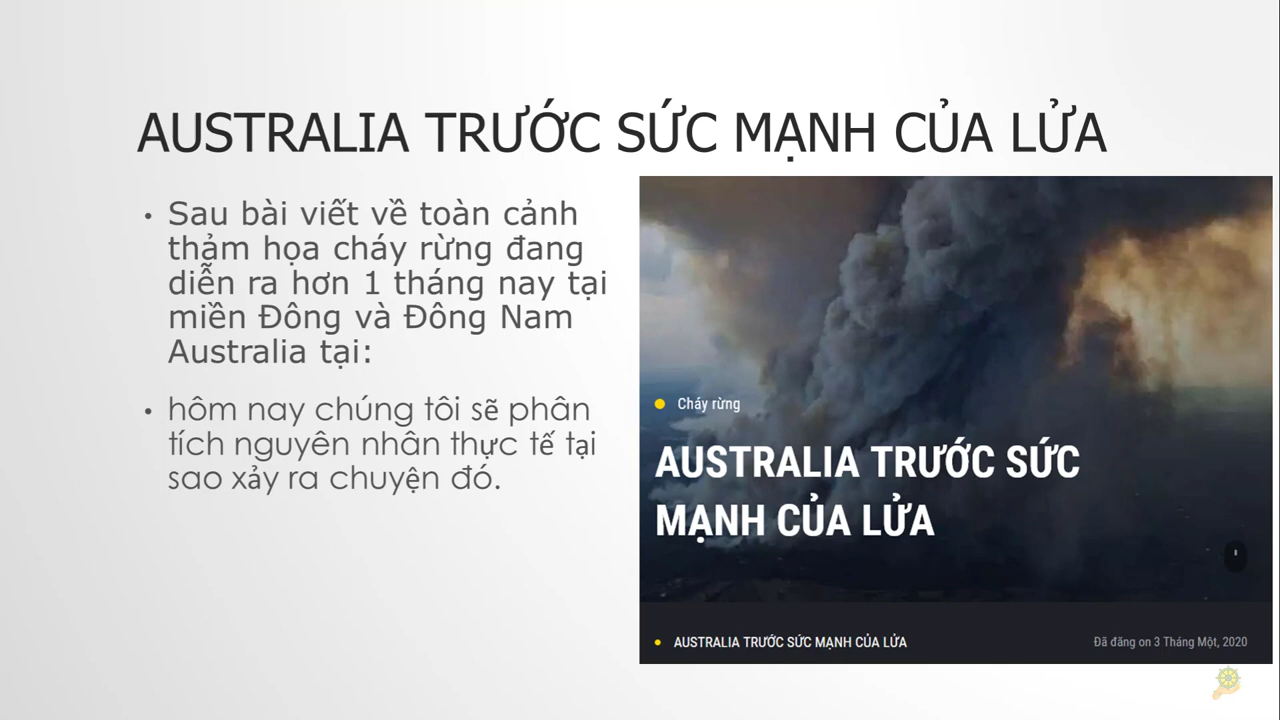 AUSTRALIA TRƯỚC SỨC MẠNH CỦA LỬA
• Sau bài viết về toàn cảnh
thảm họa cháy rừng đang
diễn ra hơn 1 tháng nay tại
miền Đông và Đông Nam
Australia tại:
• hôm nay chúng tôi sẽ phân
tích nguyên nhân thực tế tại
sao xảy ra chuyện đó.
Cháy rừng
AUSTRALIA TRƯỚC SỨC
MẠNH CỦA LỬA
AUSTRALIA TRƯỚC SỨC MẠNH CỦA LỬA
Đã đăng on 3 Tháng Một, 2020